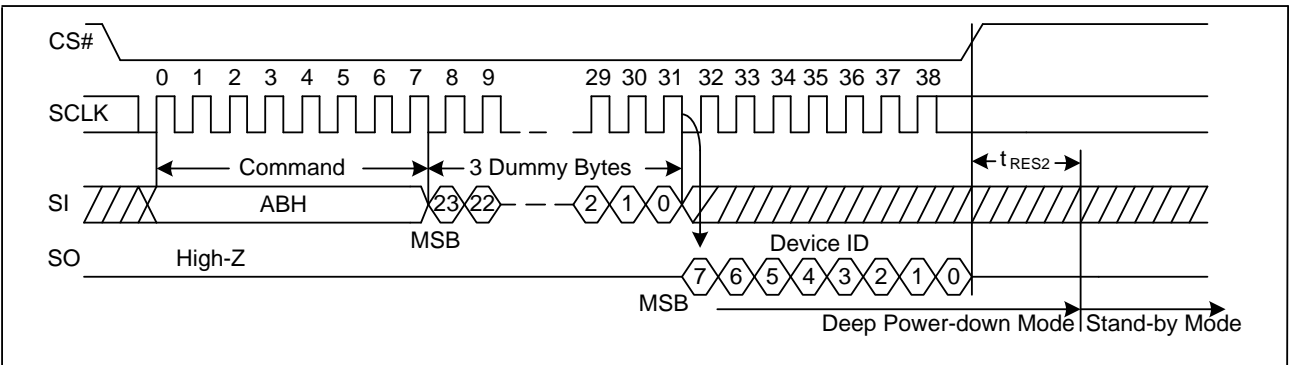 CS#
0 1 2 3 4 5 6 7 8 9 29 30 31 32 33 34 35 36 37 38
SCLK
Command 3 Dummy Bytes tRES2
SI ABH 23 22 2 1 0
MSB
SO High-Z Device ID
7 6 5 4 3 2 1 0
MSB
Deep Power-down Mode Stand-by Mode